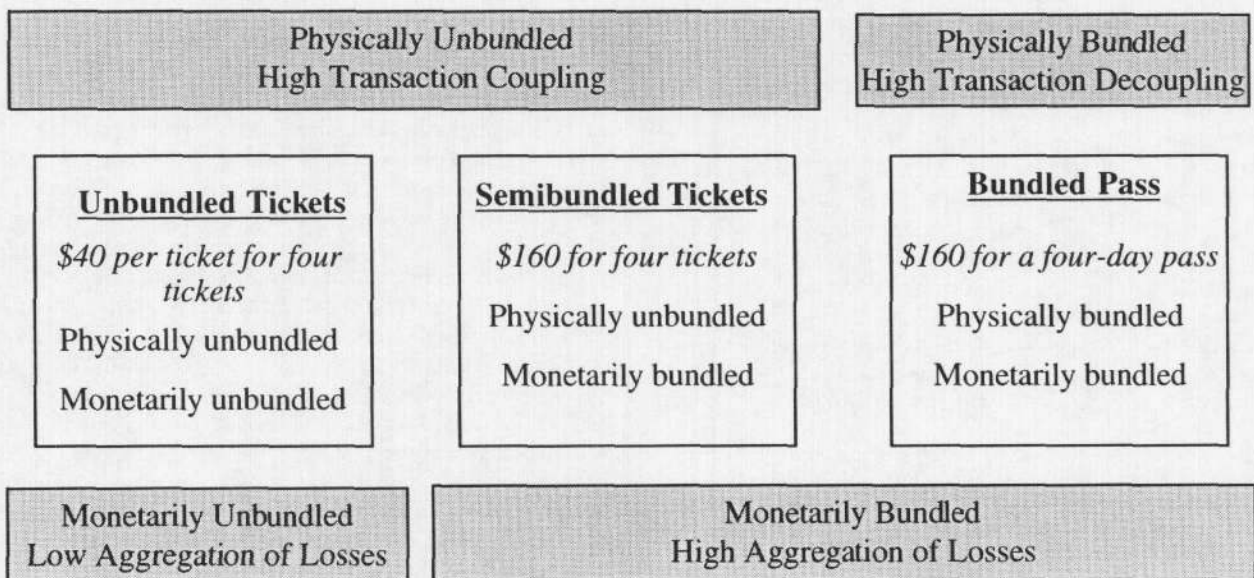 Physically Unbundled
High Transaction Coupling
Physically Bundled
High Transaction Decoupling
Unbundled Tickets
$40 per ticket for four
tickets
Physically unbundled
Monetarily unbundled
Semibundled Tickets
$160 for four tickets
Physically unbundled
Monetarily bundled
Bundled Pass
$160 for a four-day pass
Physically bundled
Monetarily bundled
Monetarily Unbundled
Low Aggregation of Losses
Monetarily Bundled
High Aggregation of Losses